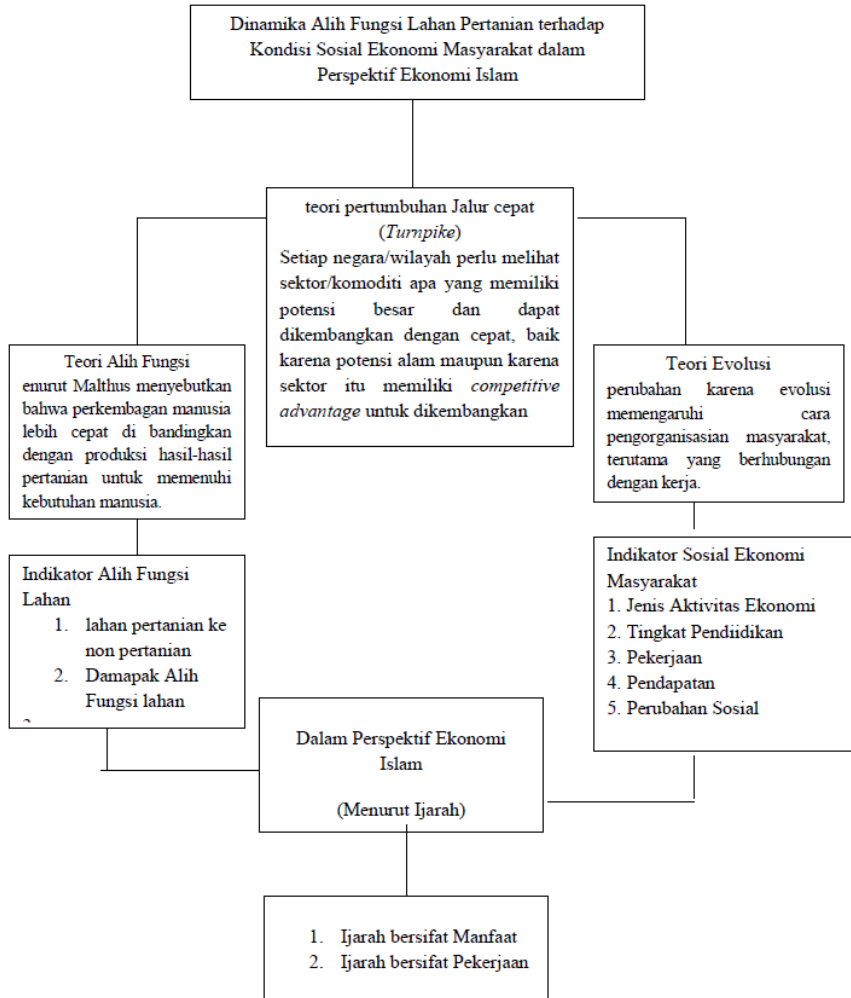 Dinamika Alih Fungsi Lahan Pertanian terhadap
Kondisi Sosial Ekonomi Masyarakat dalam
Perspektif Ekonomi Islam
teori pertumbuhan Jalur cepat
(Turnpike)
Setiap negara/wilayah perlu melihat
sektor/komoditi apa yang memiliki
potensi besar dan dapat
dikembangkan dengan cepat, baik
karena potensi alam maupun karena
sektor itu memiliki competitive
advantage untuk dikembangkan
Teori Alih Fungsi
enurut Malthus menyebutkan
bahwa perkembagan manusia
lebih cepat di bandingkan
dengan produksi hasil-hasil
pertanian untuk memenuhi
kebutuhan manusia.
Teori Evolusi
perubahan karena evolusi
memengaruhi cara
pengorganisasian masyarakat,
terutama yang berhubungan
dengan kerja.
Indikator Alih Fungsi
Lahan
1. lahan pertanian ke
non pertanian
2. Damapak Alih
Fungsi lahan
Indikator Sosial Ekonomi
Masyarakat
1. Jenis Aktivitas Ekonomi
2. Tingkat Pendiidikan
3. Pekerjaan
4. Pendapatan
5. Perubahan Sosial
Dalam Perspektif Ekonomi
Islam
(Menurut Ijarah)
1. Ijarah bersifat Manfaat
2. Ijarah bersifat Pekerjaan